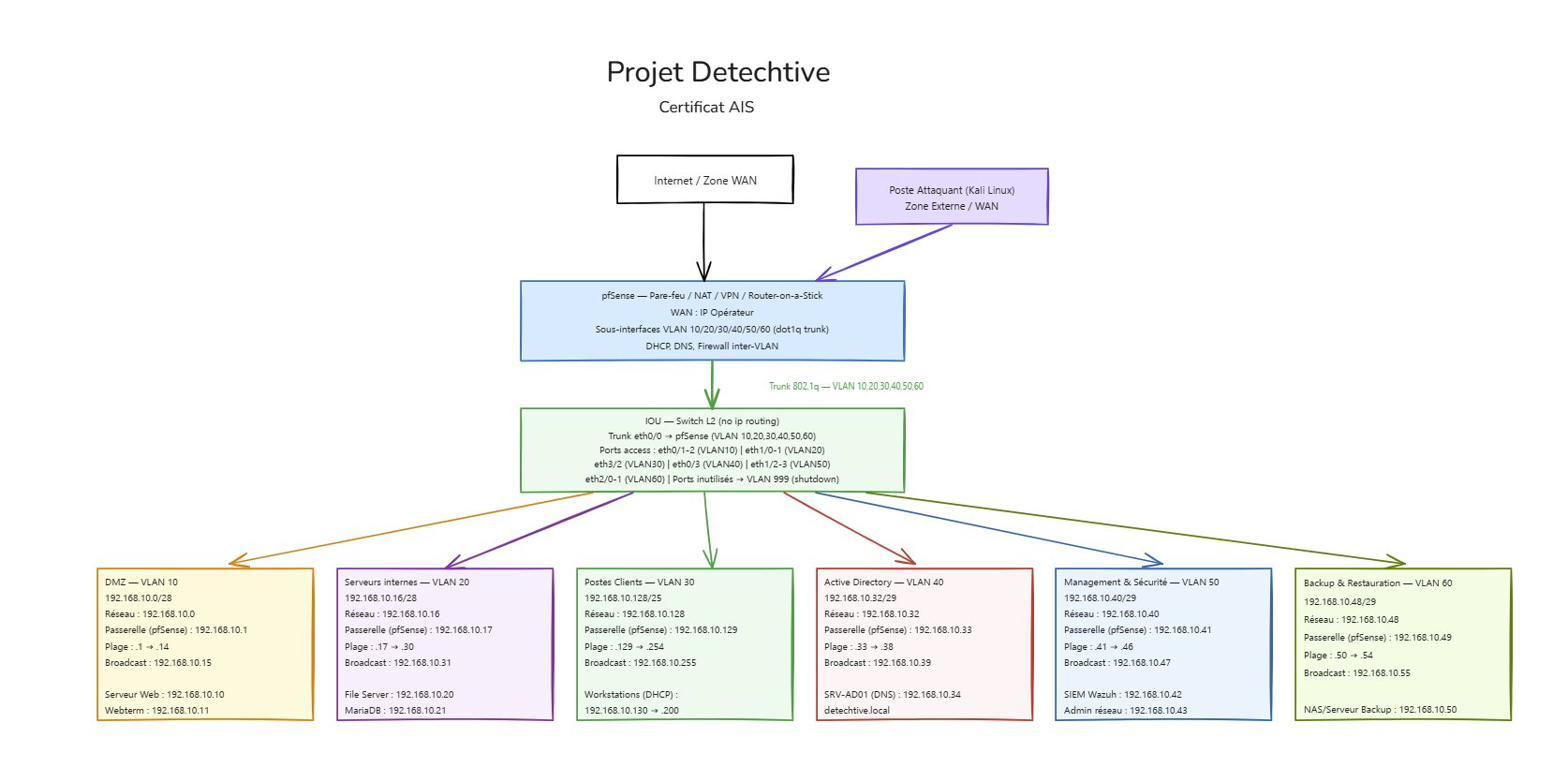 Projet Detechtive
Certificat AIS
Internet / Zone WAN
Poste Attaquant (Kali Linux)
Zone Externe / WAN
pfSense — Pare-feu / NAT / VPN / Router-on-a-Stick
WAN : IP Opérateur
Sous-interfaces VLAN 10/20/30/40/50/60 (dot1q trunk)
DHCP, DNS, Firewall inter-VLAN
Trunk 802.1q — VLAN 10,20,30,40,50,60
IOU — Switch L2 (no ip routing)
Trunk eth0/0 → pfSense (VLAN 10,20,30,40,50,60)
Ports access : eth0/1-2 (VLAN10) | eth1/0-1 (VLAN20)
eth3/2 (VLAN30) | eth0/3 (VLAN40) | eth1/2-3 (VLAN50)
eth2/0-1 (VLAN60) | Ports inutilisés → VLAN 999 (shutdown)
DMZ — VLAN 10
192.168.10.0/28
Réseau : 192.168.10.0
Passerelle (pfSense) : 192.168.10.1
Plage : .1 → .14
Broadcast : 192.168.10.15
Serveur Web : 192.168.10.10
Webterm : 192.168.10.11
Serveurs internes — VLAN 20
192.168.10.16/28
Réseau : 192.168.10.16
Passerelle (pfSense) : 192.168.10.17
Plage : .17 → .30
Broadcast : 192.168.10.31
File Server : 192.168.10.20
MariaDB : 192.168.10.21
Postes Clients — VLAN 30
192.168.10.128/25
Réseau : 192.168.10.128
Passerelle (pfSense) : 192.168.10.129
Plage : .129 → .254
Broadcast : 192.168.10.255
Workstations (DHCP) :
192.168.10.130 → .200
Active Directory — VLAN 40
192.168.10.32/29
Réseau : 192.168.10.32
Passerelle (pfSense) : 192.168.10.33
Plage : .33 → .38
Broadcast : 192.168.10.39
SRV-AD01 (DNS) : 192.168.10.34
detechtive.local
Management & Sécurité — VLAN 50
192.168.10.40/29
Réseau : 192.168.10.40
Passerelle (pfSense) : 192.168.10.41
Plage : .41 → .46
Broadcast : 192.168.10.47
SIEM Wazuh : 192.168.10.42
Admin réseau : 192.168.10.43
Backup & Restauration — VLAN 60
192.168.10.48/29
Réseau : 192.168.10.48
Passerelle (pfSense) : 192.168.10.49
Plage : .50 → .54
Broadcast : 192.168.10.55
NAS/Serveur Backup : 192.168.10.50